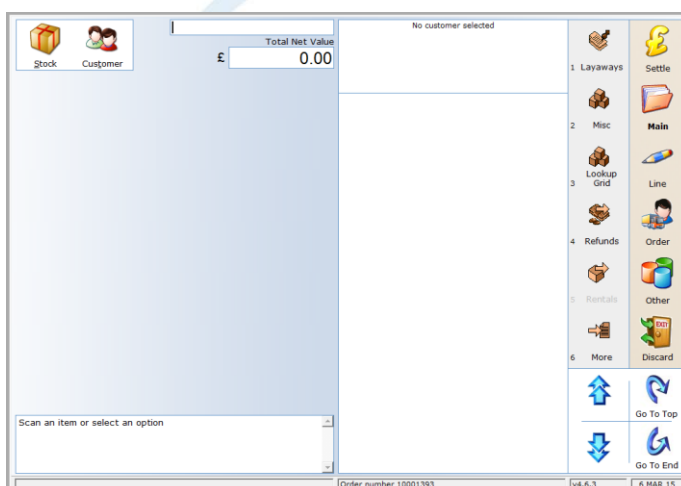 Stock
Customer
Total Net Value
£
0.00
No customer selected
1 Layaways
Settle
2 Misc
Main
3 Lookup
Grid
Line
4 Refunds
Order
5 Rentals
Other
6 More
EXIT
Discard
Go To Top
Go To End
Scan an item or select an option
Order number 10001393
v4.6.3
6 MAR 15